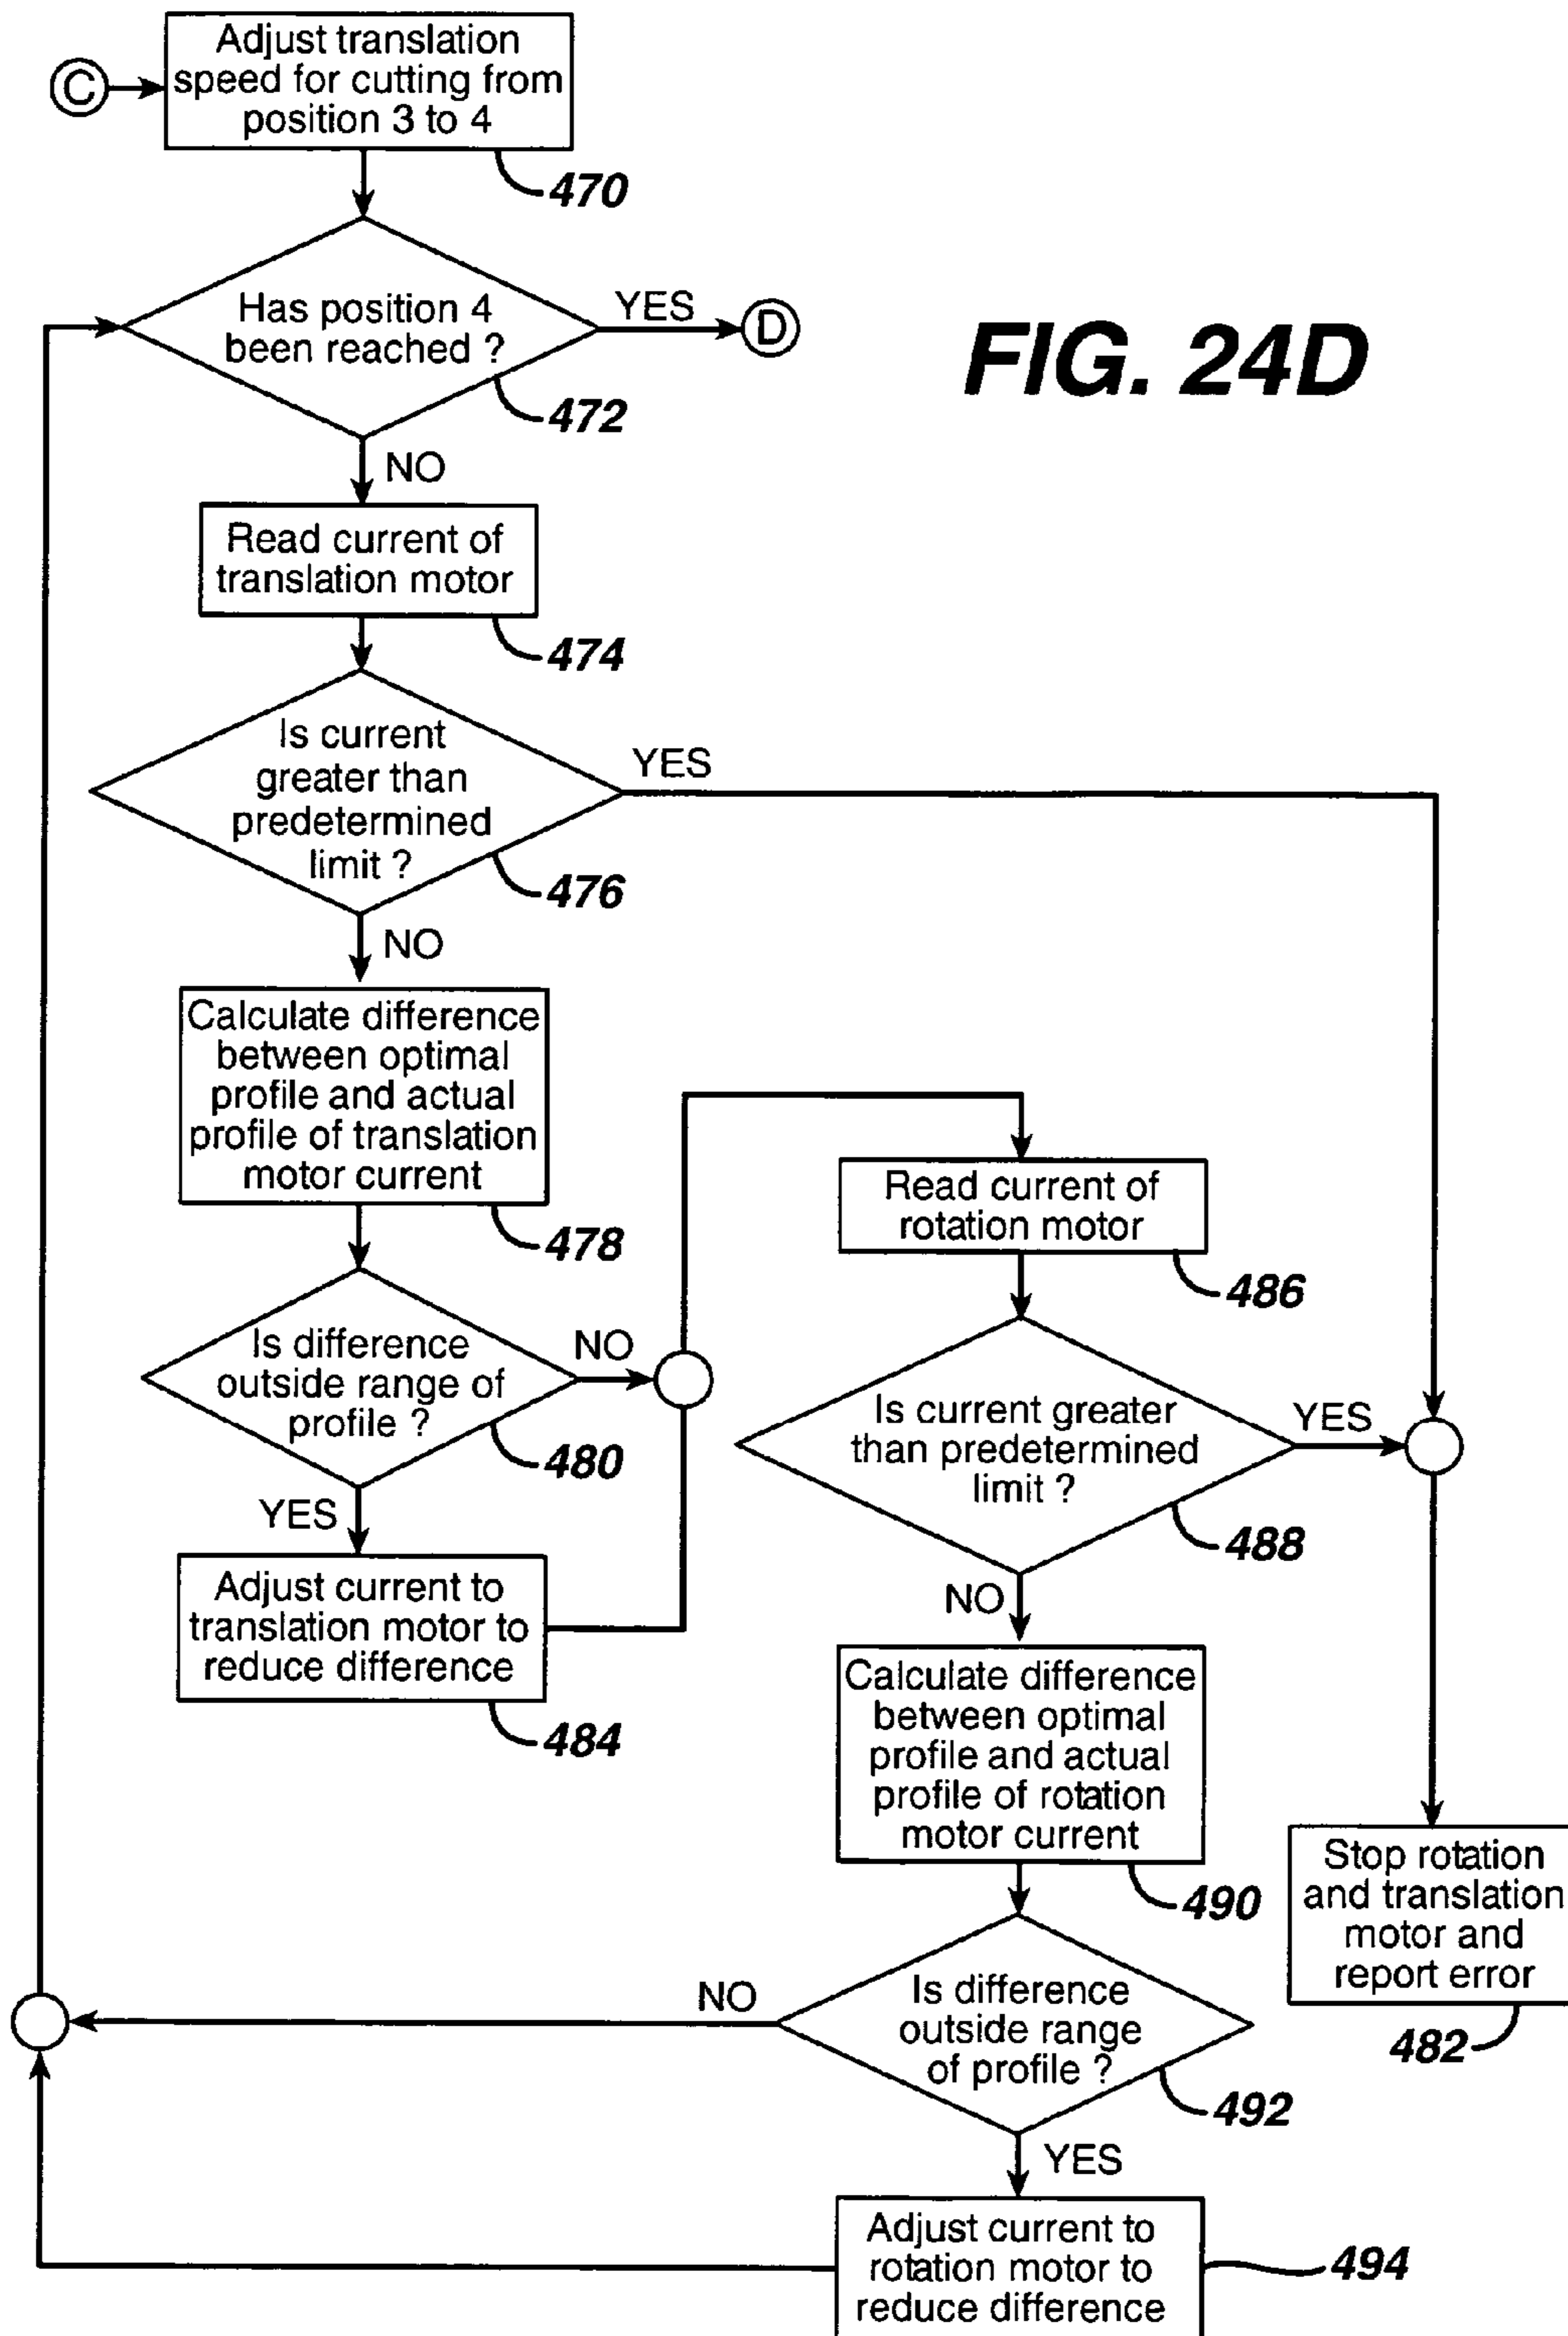 C
Adjust translation
speed for cutting from
position 3 to 4
470
Has position 4
been reached ?
YES
D
472
FIG. 24D
NO
Read current of
translation motor
474
Is current
greater than
predetermined
limit ?
YES
476
NO
Calculate difference
between optimal
profile and actual
profile of translation
motor current
478
Is difference
outside range of
profile ?
NO
480
YES
Adjust current to
translation motor to
reduce difference
484
Read current of
rotation motor
486
Is current greater
than predetermined
limit ?
YES
488
NO
Calculate difference
between optimal
profile and actual
profile of rotation
motor current
490
Stop rotation
and translation
motor and
report error
482
Is difference
outside range
of profile ?
NO
492
YES
Adjust current to
rotation motor to
reduce difference
494